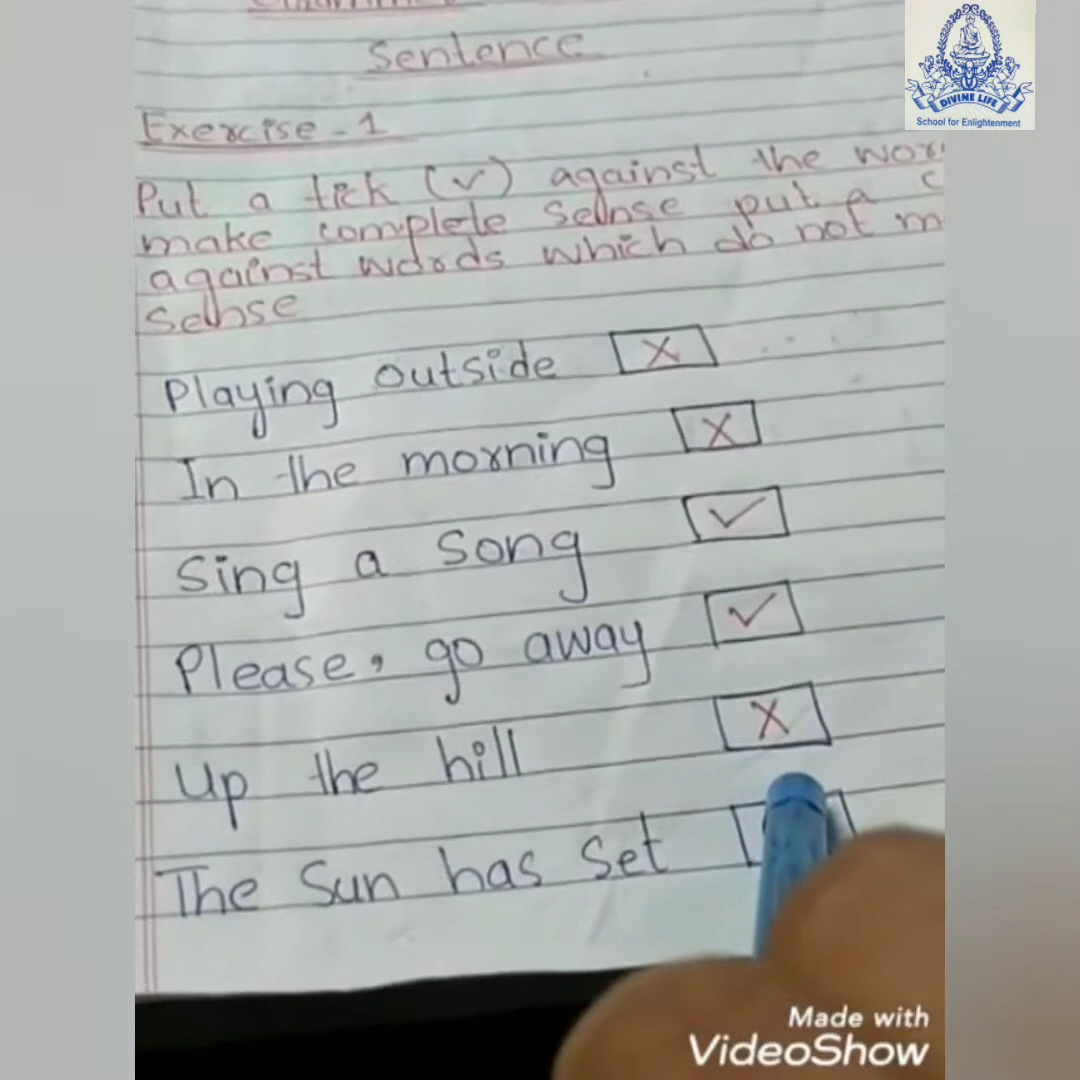 Sentence
DIVINE LIFE
School for Enlightenment
Exercise - 1
Put a tick (✓) against the
make complete sense put a
against words which do not
sense
Playing outside X
In the morning X
Sing a song ✓
Please, go away ✓
Up the hill X
The Sun has Set
Made with
VideoShow